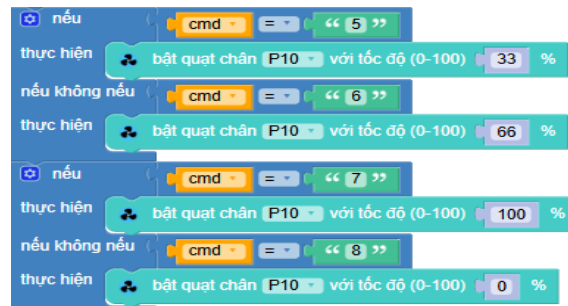 nếu cmd = “ 5 ”
thực hiện bật quạt chân P10 với tốc độ (0-100) 33 %
nếu không nếu cmd = “ 6 ”
thực hiện bật quạt chân P10 với tốc độ (0-100) 66 %
nếu cmd = “ 7 ”
thực hiện bật quạt chân P10 với tốc độ (0-100) 100 %
nếu không nếu cmd = “ 8 ”
thực hiện bật quạt chân P10 với tốc độ (0-100) 0 %